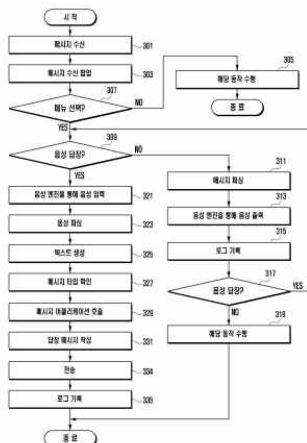 시 작
메시지 수신
301
메시지 수신 팝업
303
307
메뉴 선택?
NO
305
해당 동작 수행
종 료
YES
309
음성 답장?
NO
YES
311
메시지 파싱
313
음성 엔진을 통해 음성 출력
315
로그 기록
317
음성 답장?
YES
NO
319
해당 동작 수행
음성 엔진을 통해 음성 입력
321
음성 파싱
323
텍스트 생성
325
메시지 타입 확인
327
메시지 어플리케이션 호출
329
답장 메시지 작성
331
전송
334
로그 기록
335
종 료